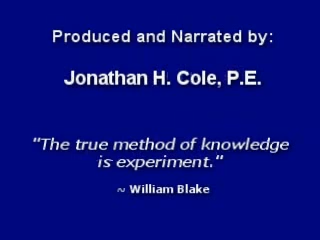 Produced and Narrated by:
Jonathan H. Cole, P.E.
"The true method of knowledge
is experiment."
~ William Blake